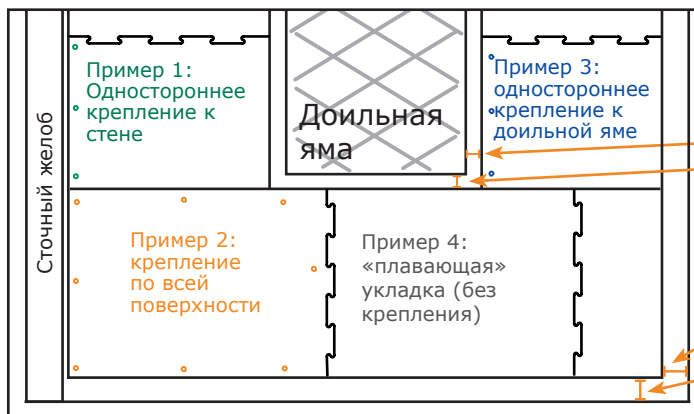 Сточный желоб
Пример 1:
Одностороннее
крепление к
стене
Доильная
яма
Пример 3:
одностороннее
крепление к
доильной яме
Пример 2:
крепление
по всей
поверхности
Пример 4:
«плавающая»
укладка (без
крепления)